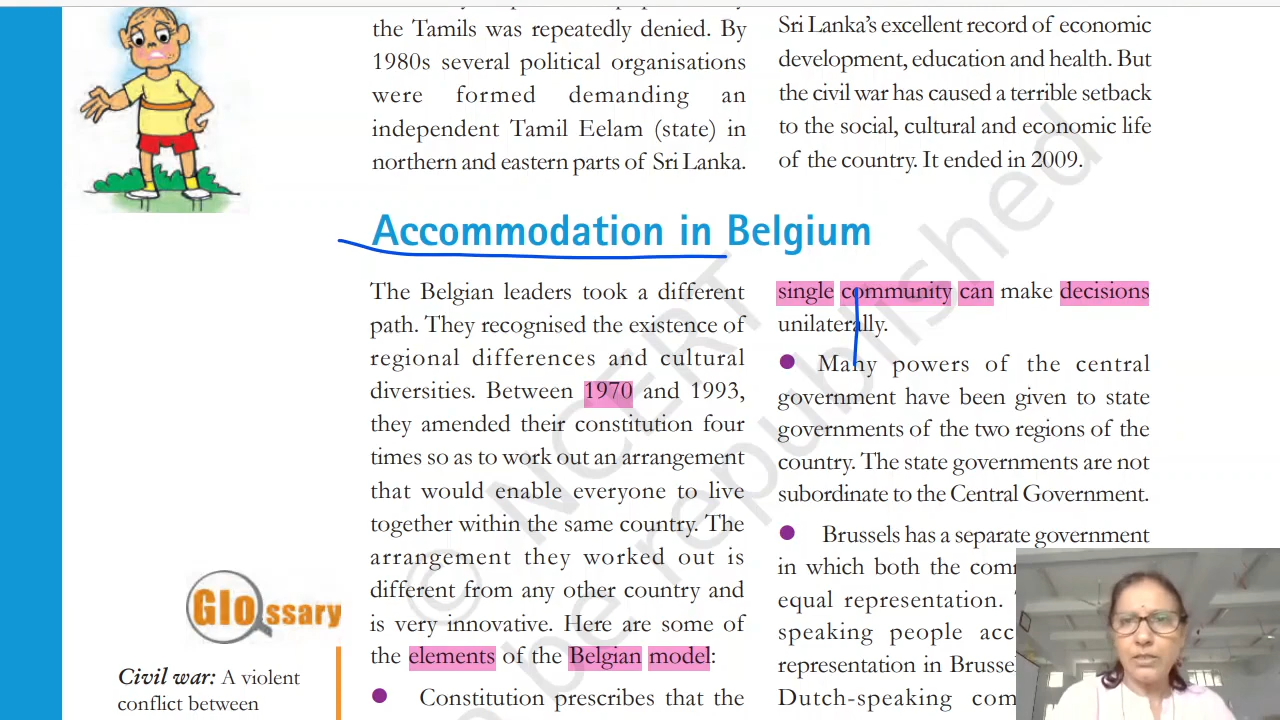 the Tamils was repeatedly denied. By
1980s several political organisations
were formed demanding an
independent Tamil Eelam (state) in
northern and eastern parts of Sri Lanka.
Sri Lanka's excellent record of economic
development, education and health. But
the civil war has caused a terrible setback
to the social, cultural and economic life
of the country. It ended in 2009.
Accommodation in Belgium
The Belgian leaders took a different
path. They recognised the existence of
regional differences and cultural
diversities. Between 1970 and 1993,
they amended their constitution four
times so as to work out an arrangement
that would enable everyone to live
together within the same country. The
arrangement they worked out is
different from any other country and
is very innovative. Here are some of
the elements of the Belgian model:
Constitution prescribes that the
single community can make decisions
unilaterally.
Many powers of the central
government have been given to state
governments of the two regions of the
country. The state governments are not
subordinate to the Central Government.
Brussels has a separate government
in which both the
equal representation.
speaking people
representation in
Dutch-speaking
Glossary
Civil war: A violent
conflict between
© NCERT
be republished